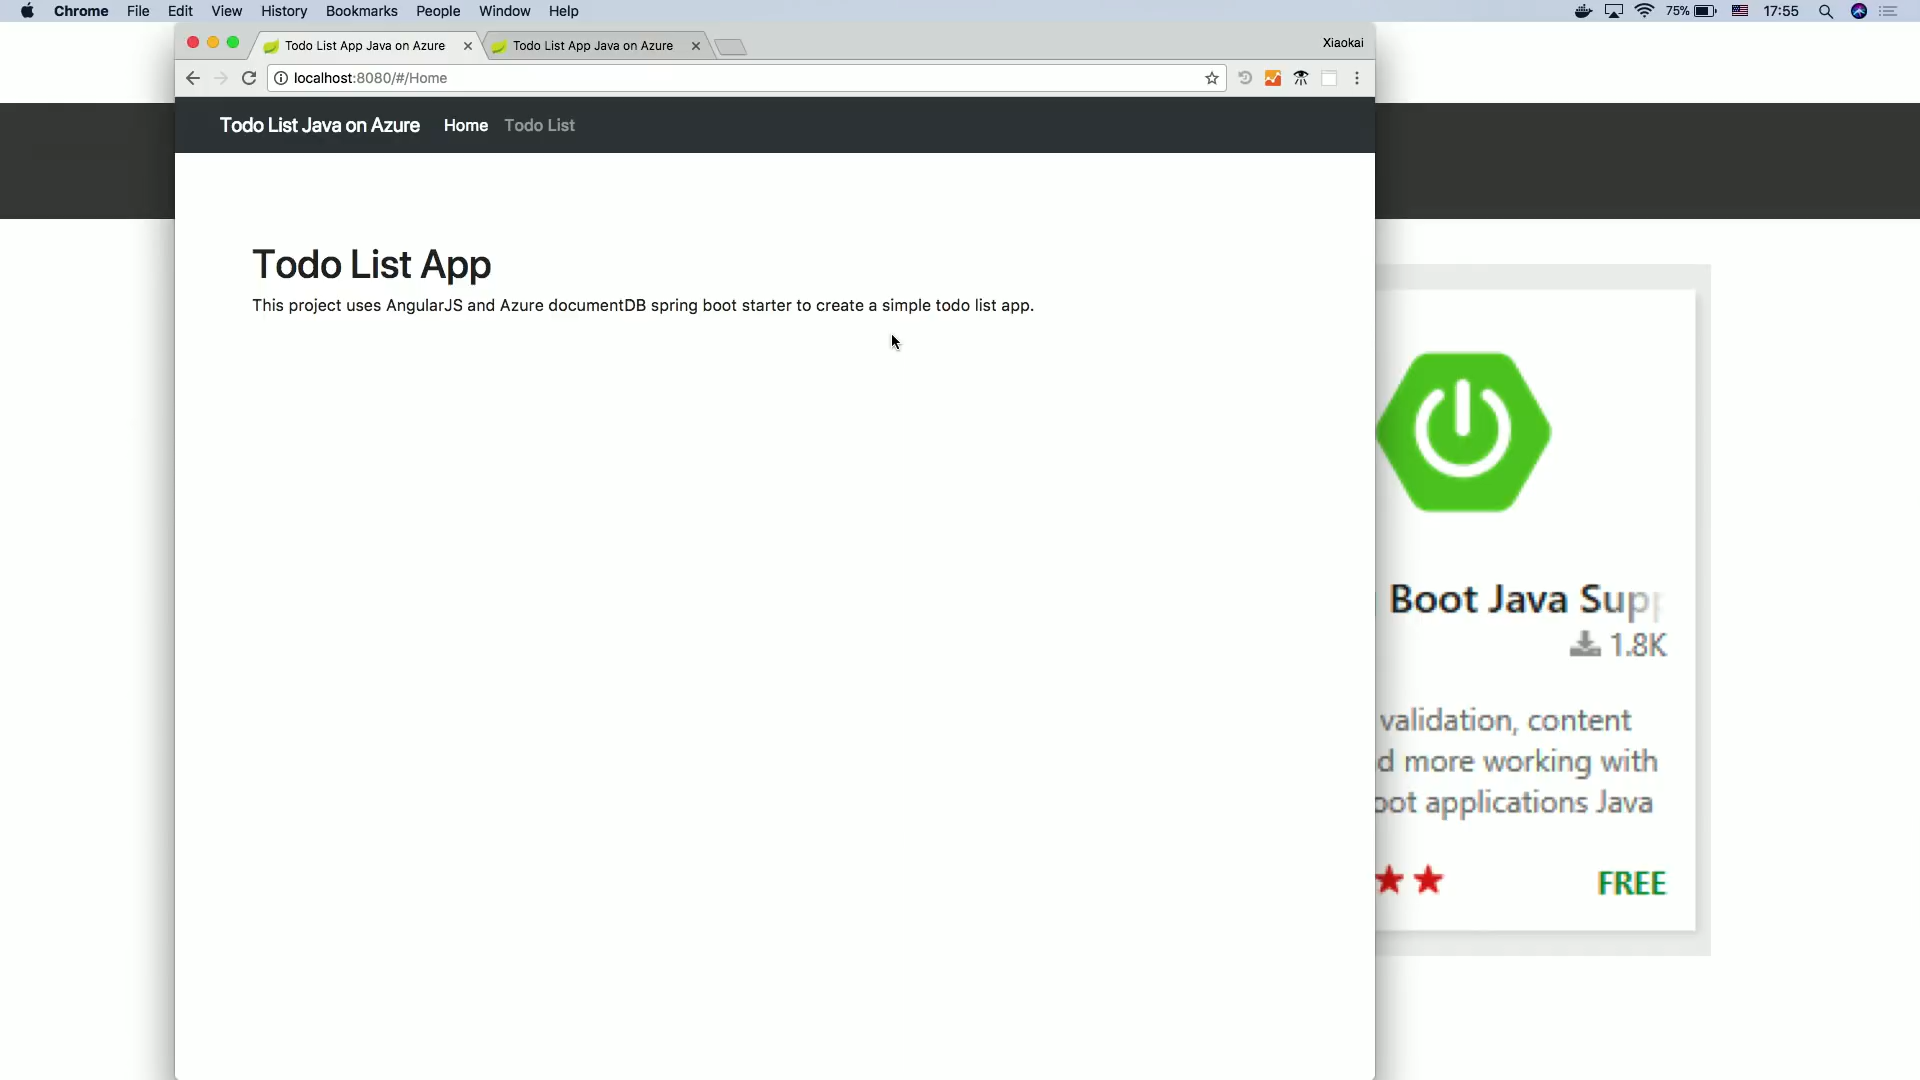 Chrome File Edit View History Bookmarks People Window Help 75% 17:55
Todo List App Java on Azure Todo List App Java on Azure Xiaokai
localhost:8080/#/Home
Todo List Java on Azure Home Todo List
Todo List App
This project uses AngularJS and Azure documentDB spring boot starter to create a simple todo list app.
Boot Java Supp
1.8K
validation, content
d more working with
oot applications Java
FREE